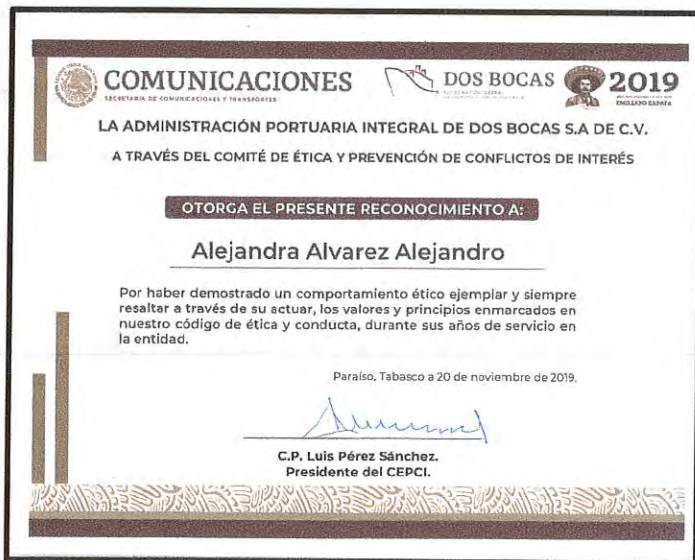 COMUNICACIONES
SECRETARÍA DE COMUNICACIONES Y TRANSPORTES
DOS BOCAS
2019
EMILIANO ZAPATA
LA ADMINISTRACIÓN PORTUARIA INTEGRAL DE DOS BOCAS S.A DE C.V.
A TRAVÉS DEL COMITÉ DE ÉTICA Y PREVENCIÓN DE CONFLICTOS DE INTERÉS
OTORGA EL PRESENTE RECONOCIMIENTO A:
Alejandra Alvarez Alejandro
Por haber demostrado un comportamiento ético ejemplar y siempre
resaltar a través de su actuar, los valores y principios enmarcados en
nuestro código de ética y conducta, durante sus años de servicio en
la entidad.
Paraíso, Tabasco a 20 de noviembre de 2019.
C.P. Luis Pérez Sánchez.
Presidente del CEPCI.